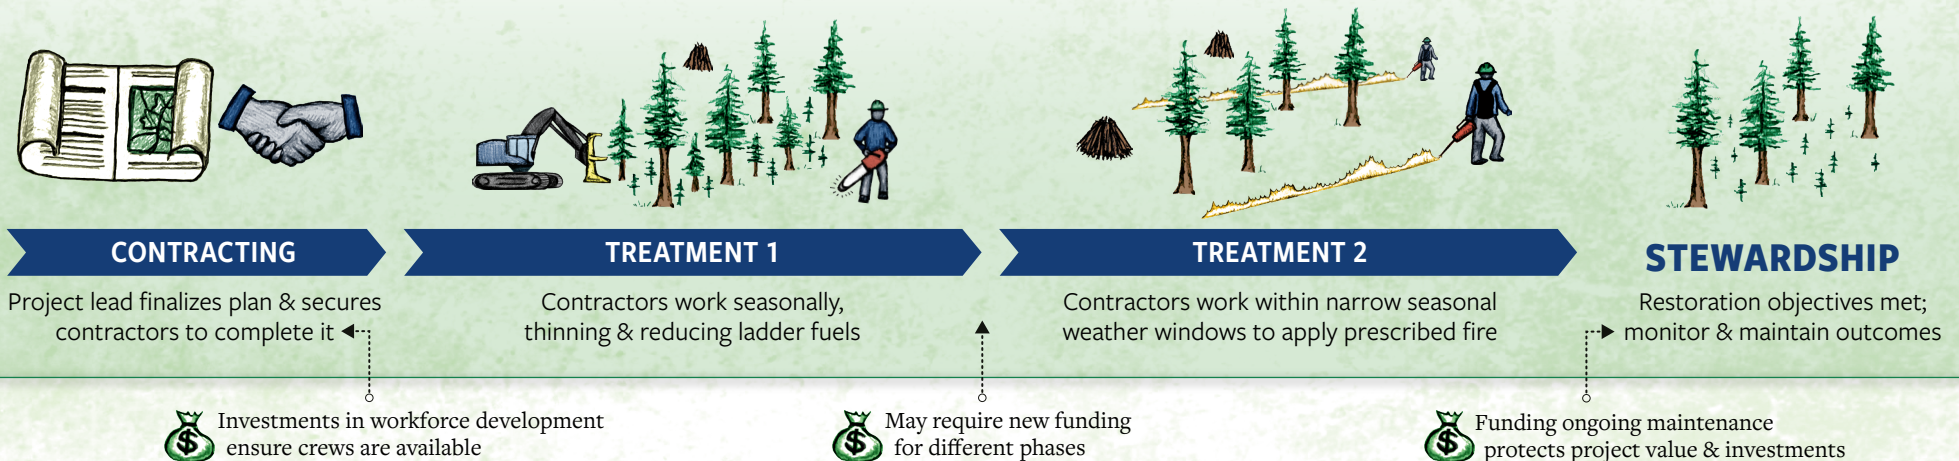 CONTRACTING
Project lead finalizes plan & secures
contractors to complete it
TREATMENT 1
Contractors work seasonally,
thinning & reducing ladder fuels
TREATMENT 2
Contractors work within narrow seasonal
weather windows to apply prescribed fire
STEWARDSHIP
Restoration objectives met;
monitor & maintain outcomes
$
Investments in workforce development
ensure crews are available
$
May require new funding
for different phases
$
Funding ongoing maintenance
protects project value & investments